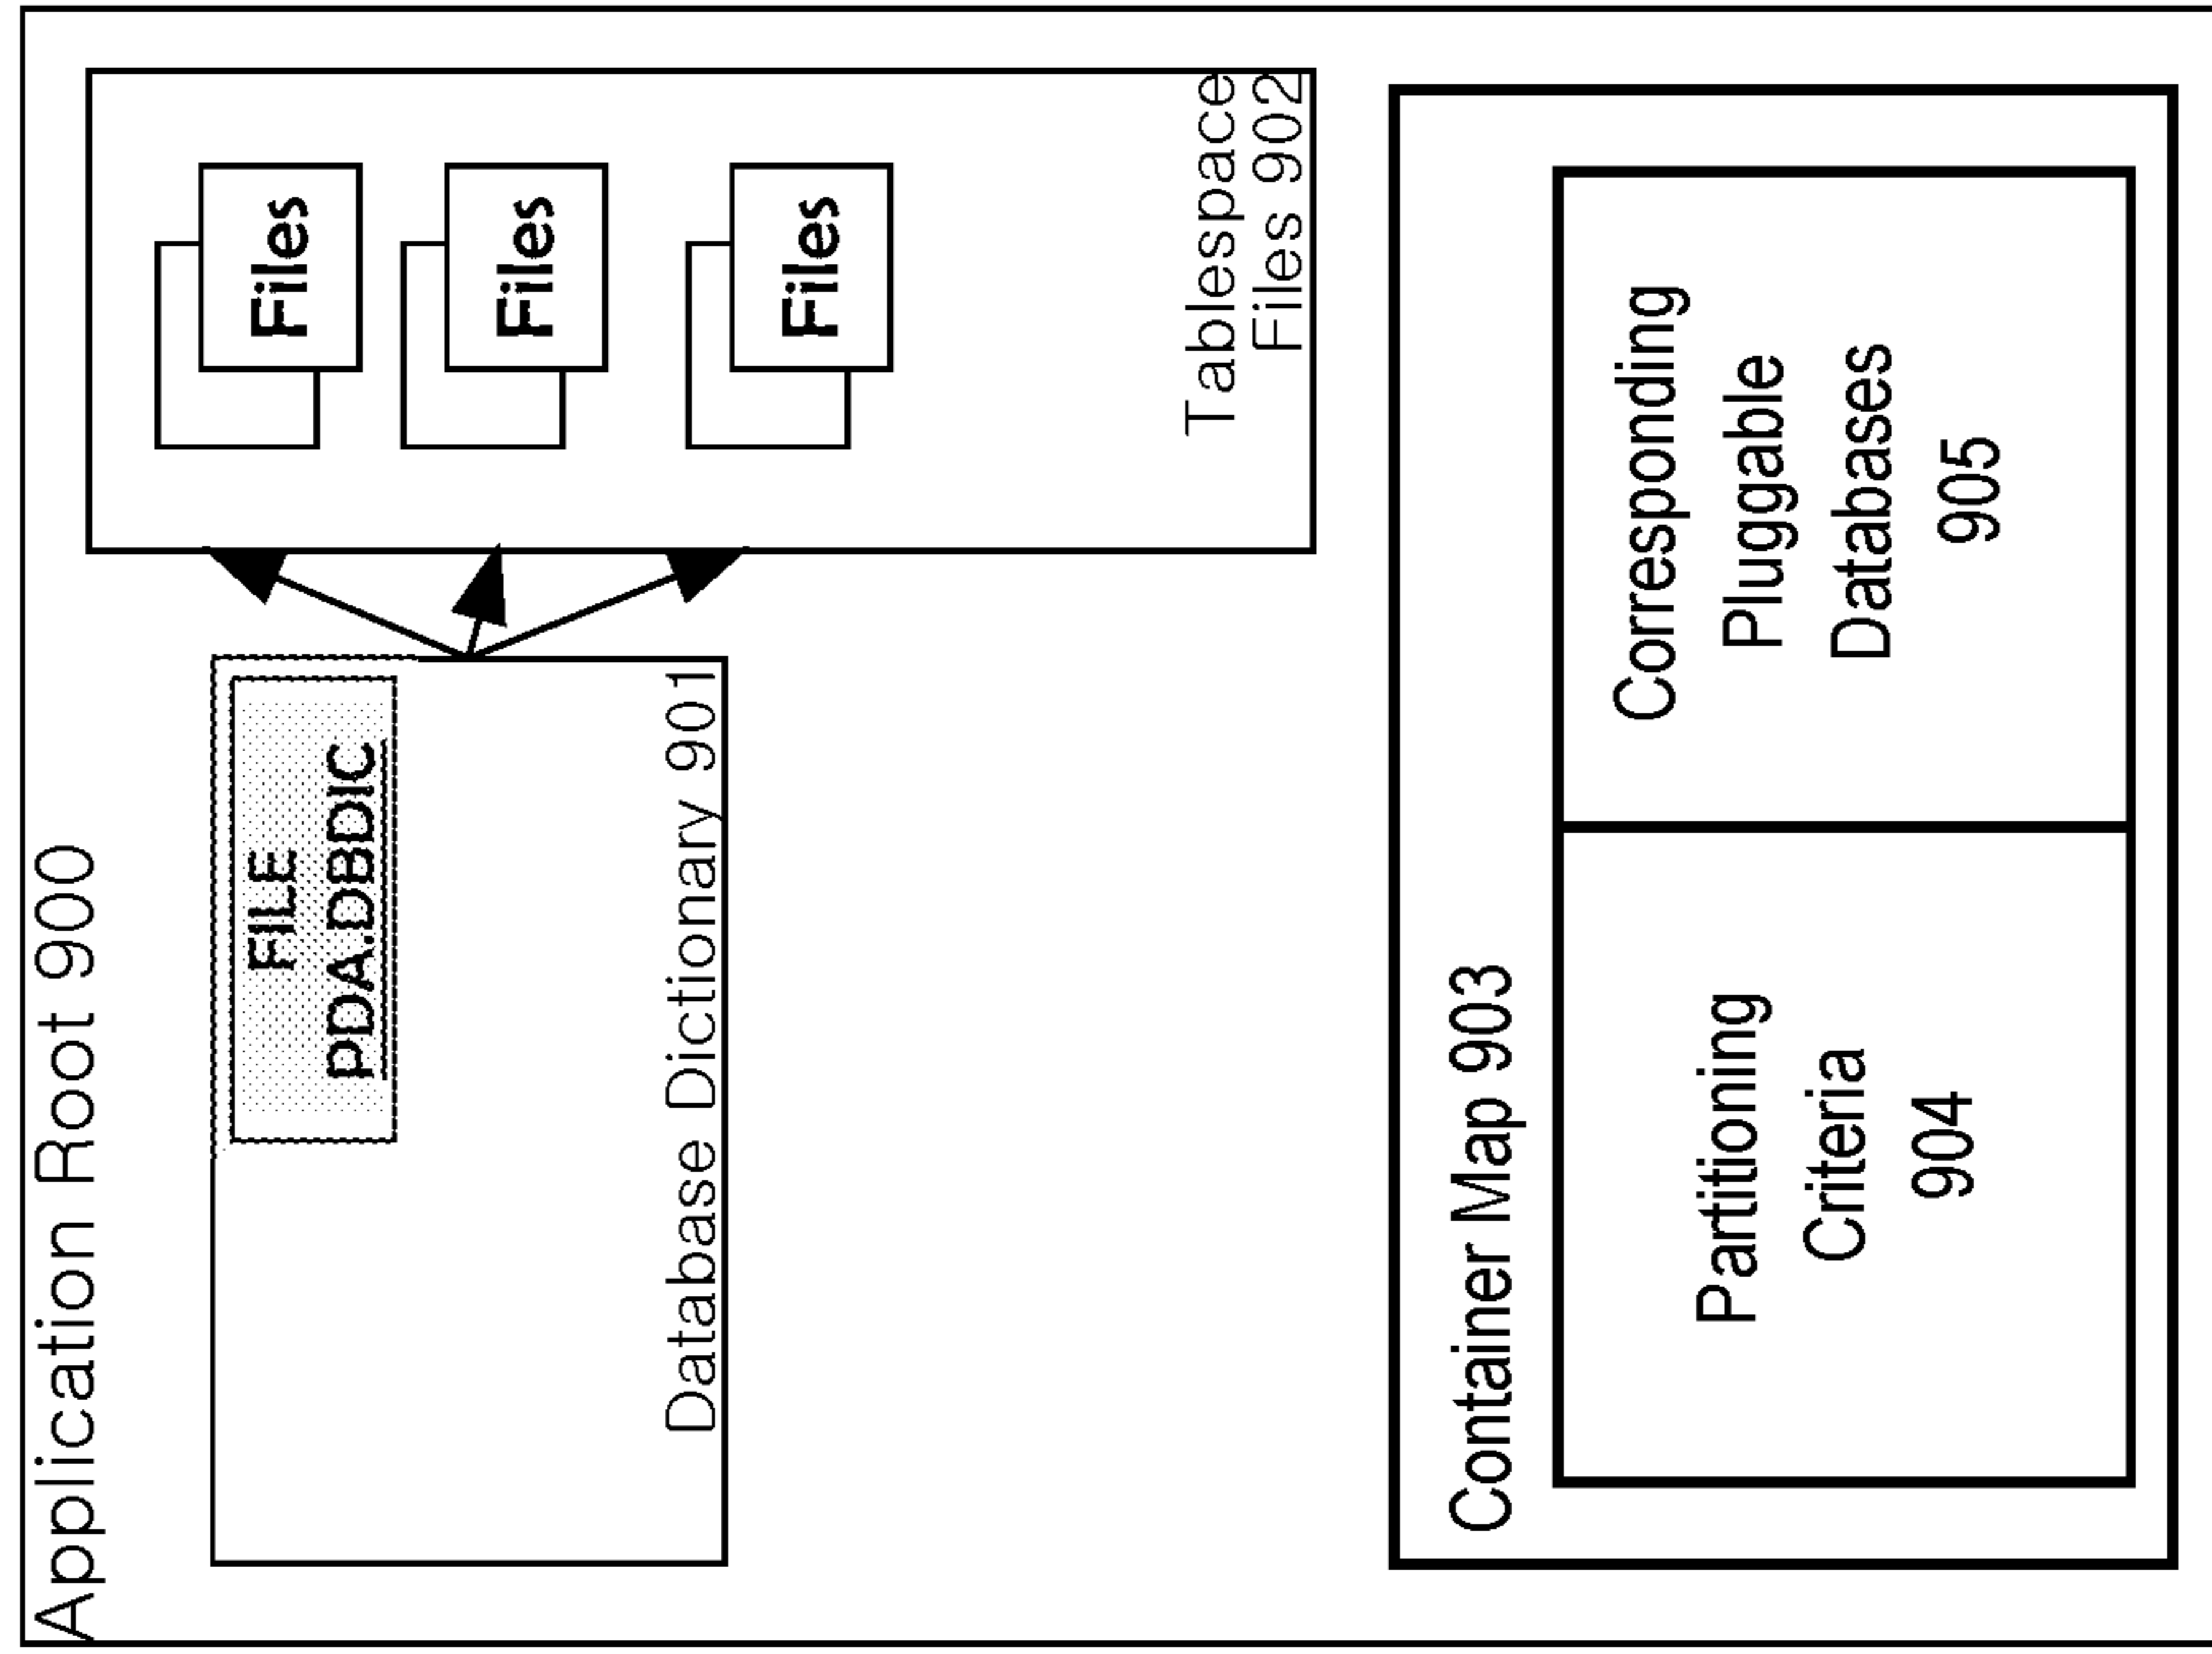 Application Root 900
FILE
pDA.DBDIC
Database Dictionary 901
Files
Files
Files
Tablespace
Files 902
Container Map 903
Partitioning
Criteria
904
Corresponding
Pluggable
Databases
905